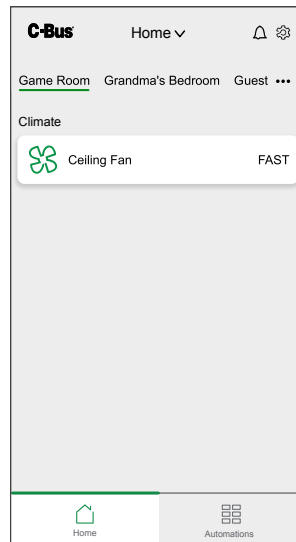 C-Bus Home
Game Room Grandma's Bedroom Guest •••
Climate
Ceiling Fan FAST
Home Automations